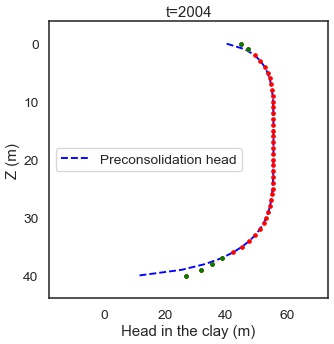 t=2004
0
10
20
30
40
Z (m)
Preconsolidation head
0 20 40 60
Head in the clay (m)